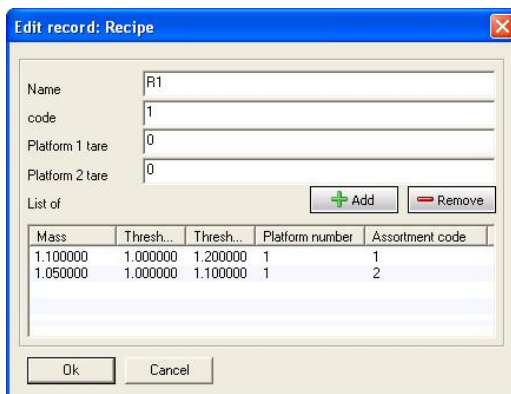 Edit record: Recipe
Name R1
code 1
Platform 1 tare 0
Platform 2 tare 0
List of Add Remove
Mass Thresh... Thresh... Platform number Assortment code
1.100000 1.000000 1.200000 1 1
1.050000 1.000000 1.100000 1 2
Ok Cancel